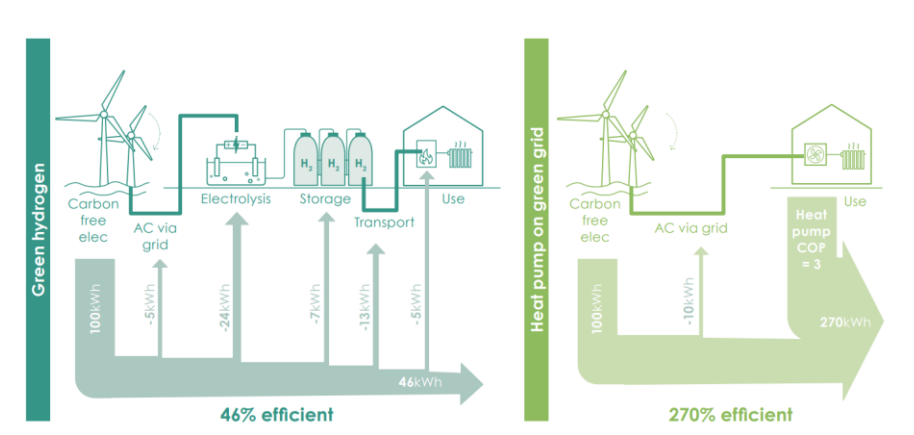 Green hydrogen
H2
H2
H2
Carbon
free
elec
AC via
grid
Electrolysis
Storage
Transport
Use
100kWh
-5kWh
-24kWh
-7kWh
-13kWh
-5kWh
46kWh
46% efficient
Heat pump on green grid
Carbon
free
elec
AC via grid
Use
Heat
pump
COP
= 3
100kWh
-10kWh
270kWh
270% efficient